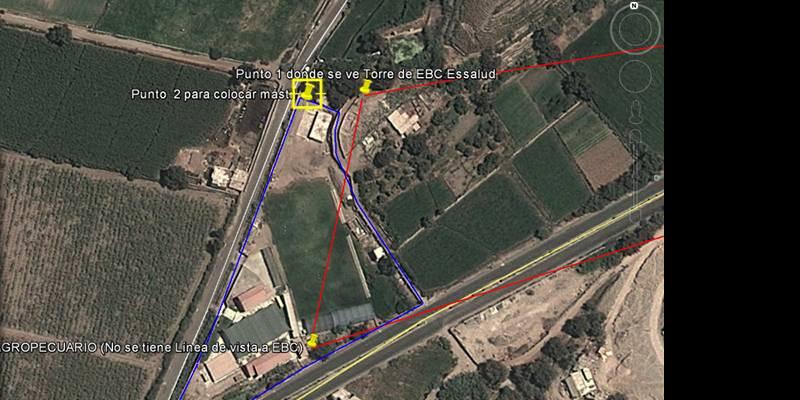 N
Punto 1 donde se ve Torre de EBC Essalud
Punto 2 para colocar mast
AGROPECUARIO (No se tiene Linea de vista a EBC)